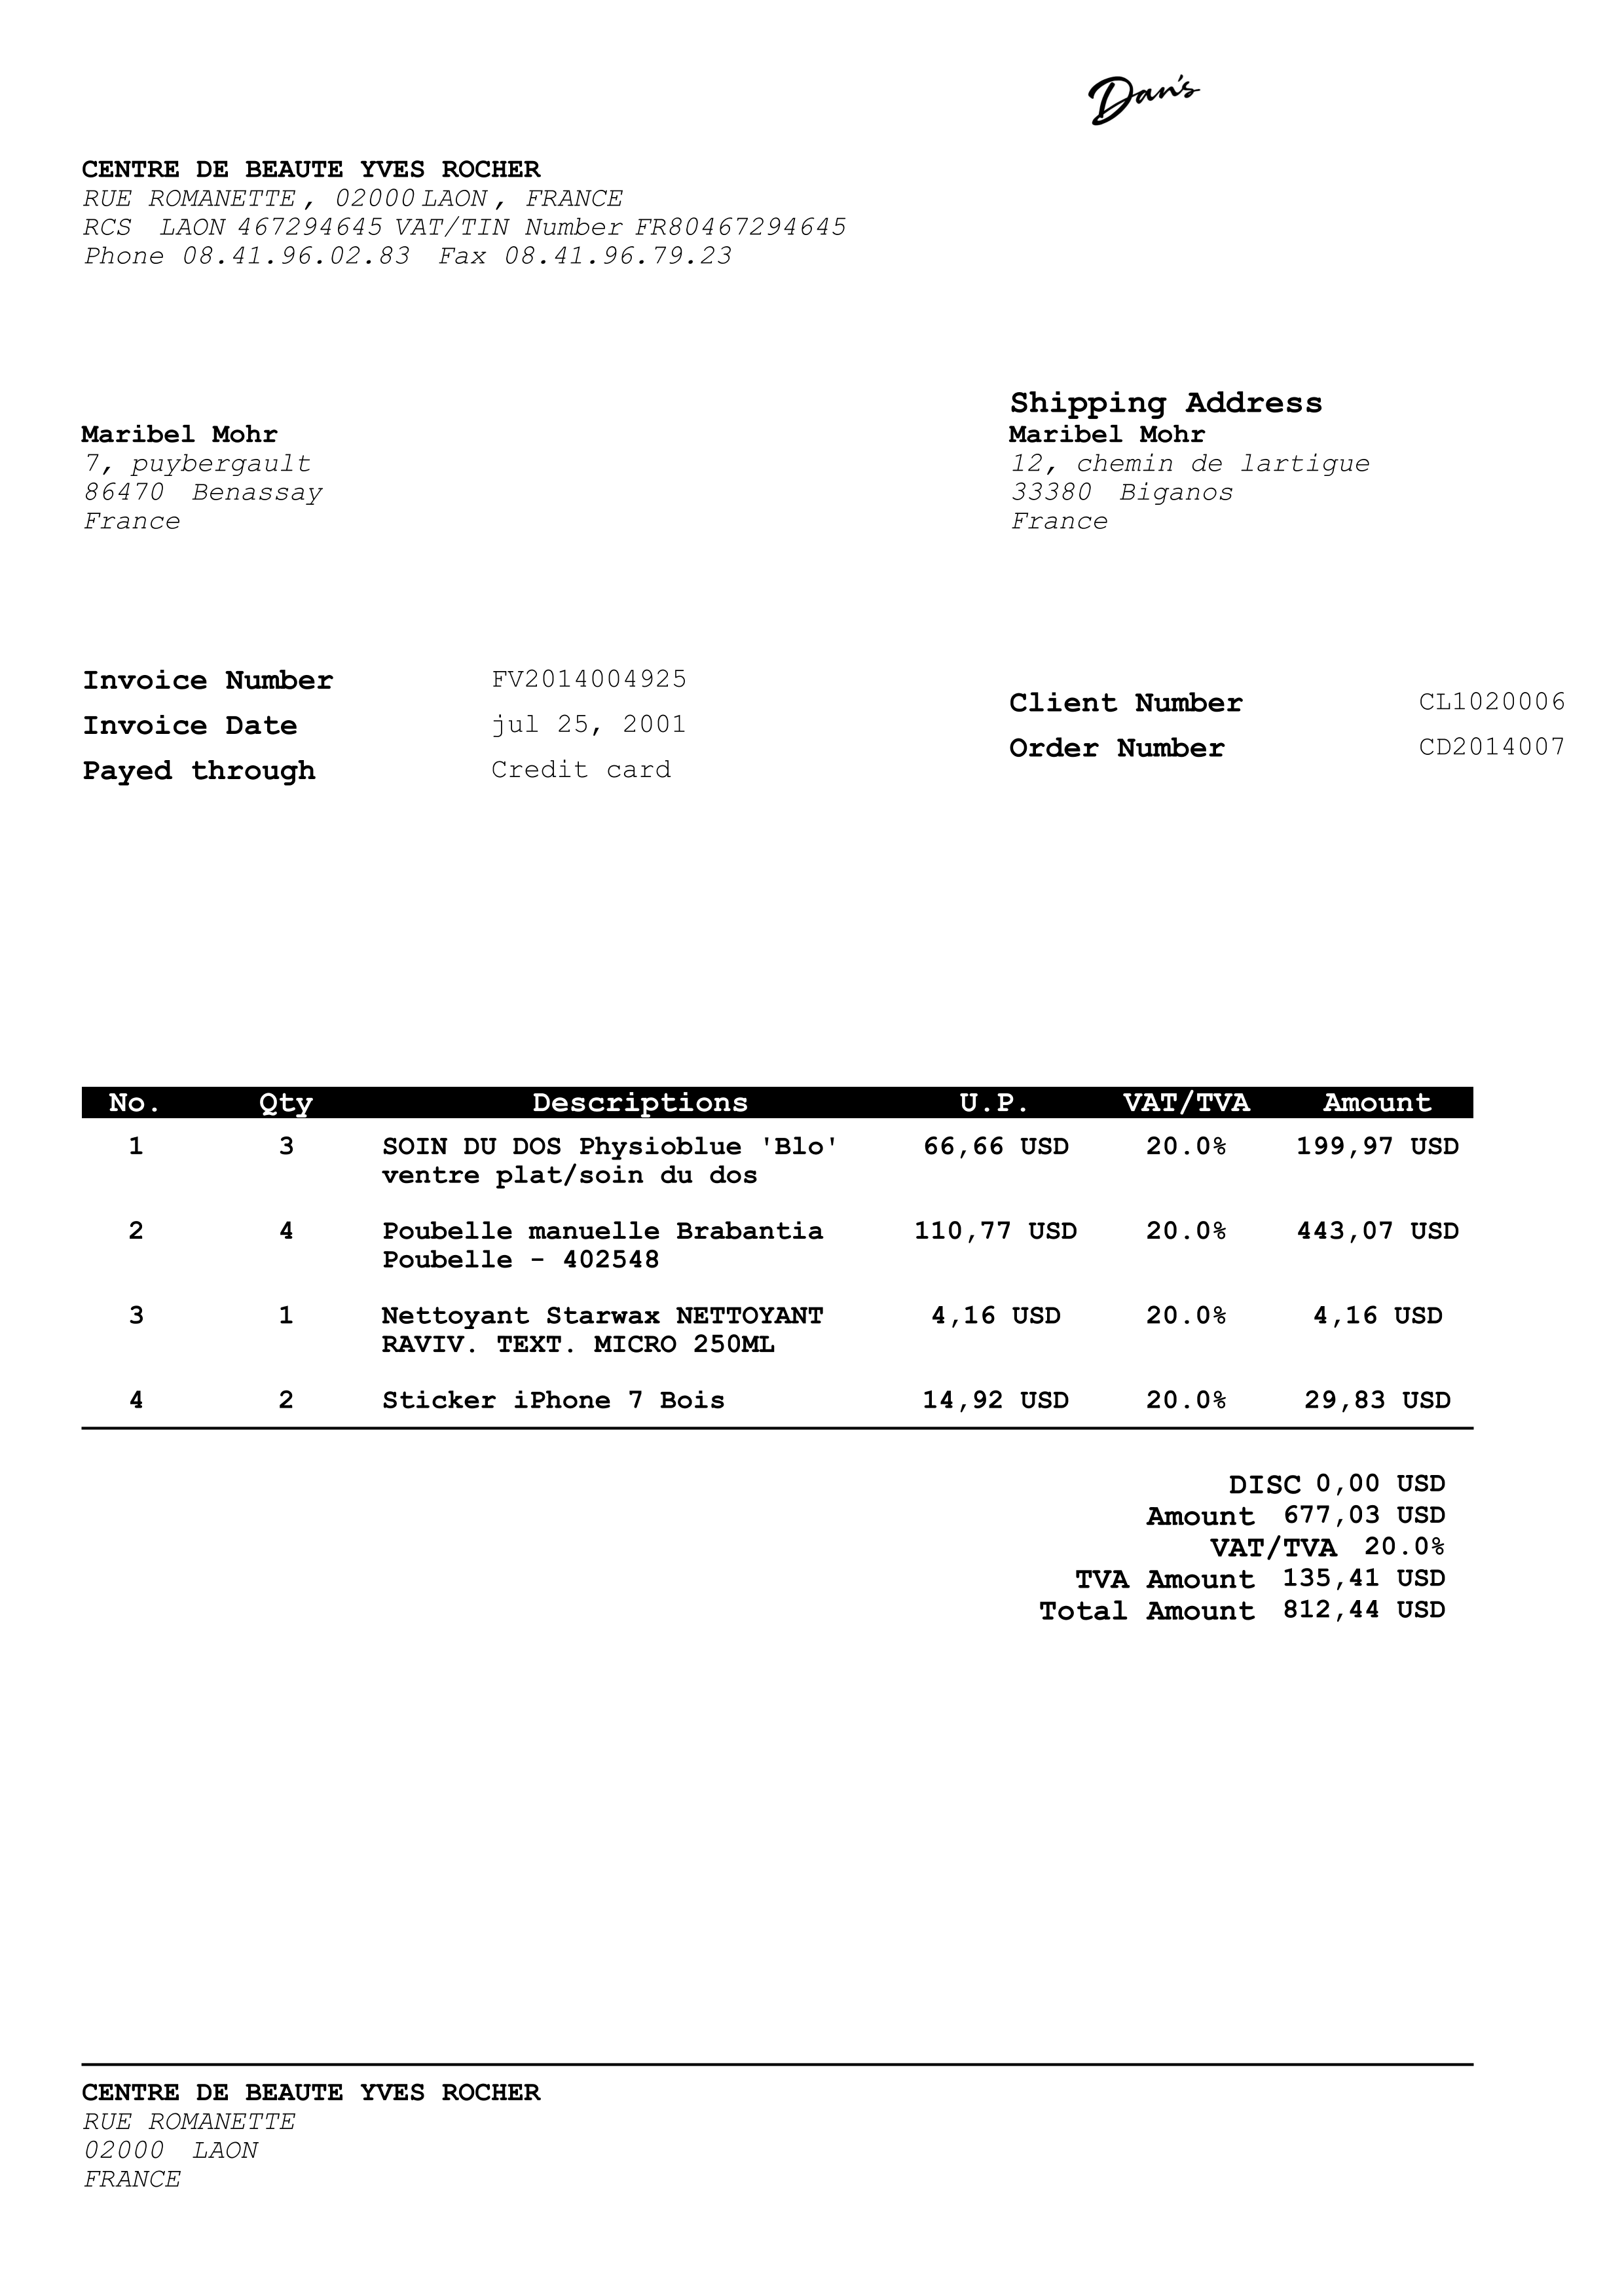 Dan's
CENTRE DE BEAUTE YVES ROCHER
RUE ROMANETTE, 02000 LAON, FRANCE
RCS LAON 467294645 VAT/TIN Number FR80467294645
Phone 08.41.96.02.83 Fax 08.41.96.79.23
Maribel Mohr
7, puybergault
86470 Benassay
France
Shipping Address
Maribel Mohr
12, chemin de lartigue
33380 Biganos
France
Invoice Number FV2014004925
Invoice Date jul 25, 2001
Payed through Credit card
Client Number CL1020006
Order Number CD2014007
No. Qty Descriptions U.P. VAT/TVA Amount
1 3 SOIN DU DOS Physioblue 'Blo' 66,66 USD 20.0% 199,97 USD
ventre plat/soin du dos
2 4 Poubelle manuelle Brabantia 110,77 USD 20.0% 443,07 USD
Poubelle - 402548
3 1 Nettoyant Starwax NETTOYANT 4,16 USD 20.0% 4,16 USD
RAVIV. TEXT. MICRO 250ML
4 2 Sticker iPhone 7 Bois 14,92 USD 20.0% 29,83 USD
DISC 0,00 USD
Amount 677,03 USD
VAT/TVA 20.0%
TVA Amount 135,41 USD
Total Amount 812,44 USD
CENTRE DE BEAUTE YVES ROCHER
RUE ROMANETTE
02000 LAON
FRANCE